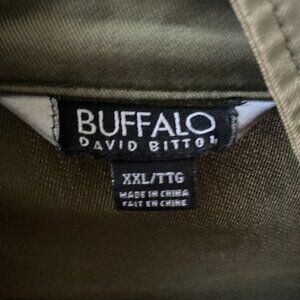 BUFFALO
DAVID BITTON
XXL/TTG
MADE IN CHINA
FAIT EN CHINE